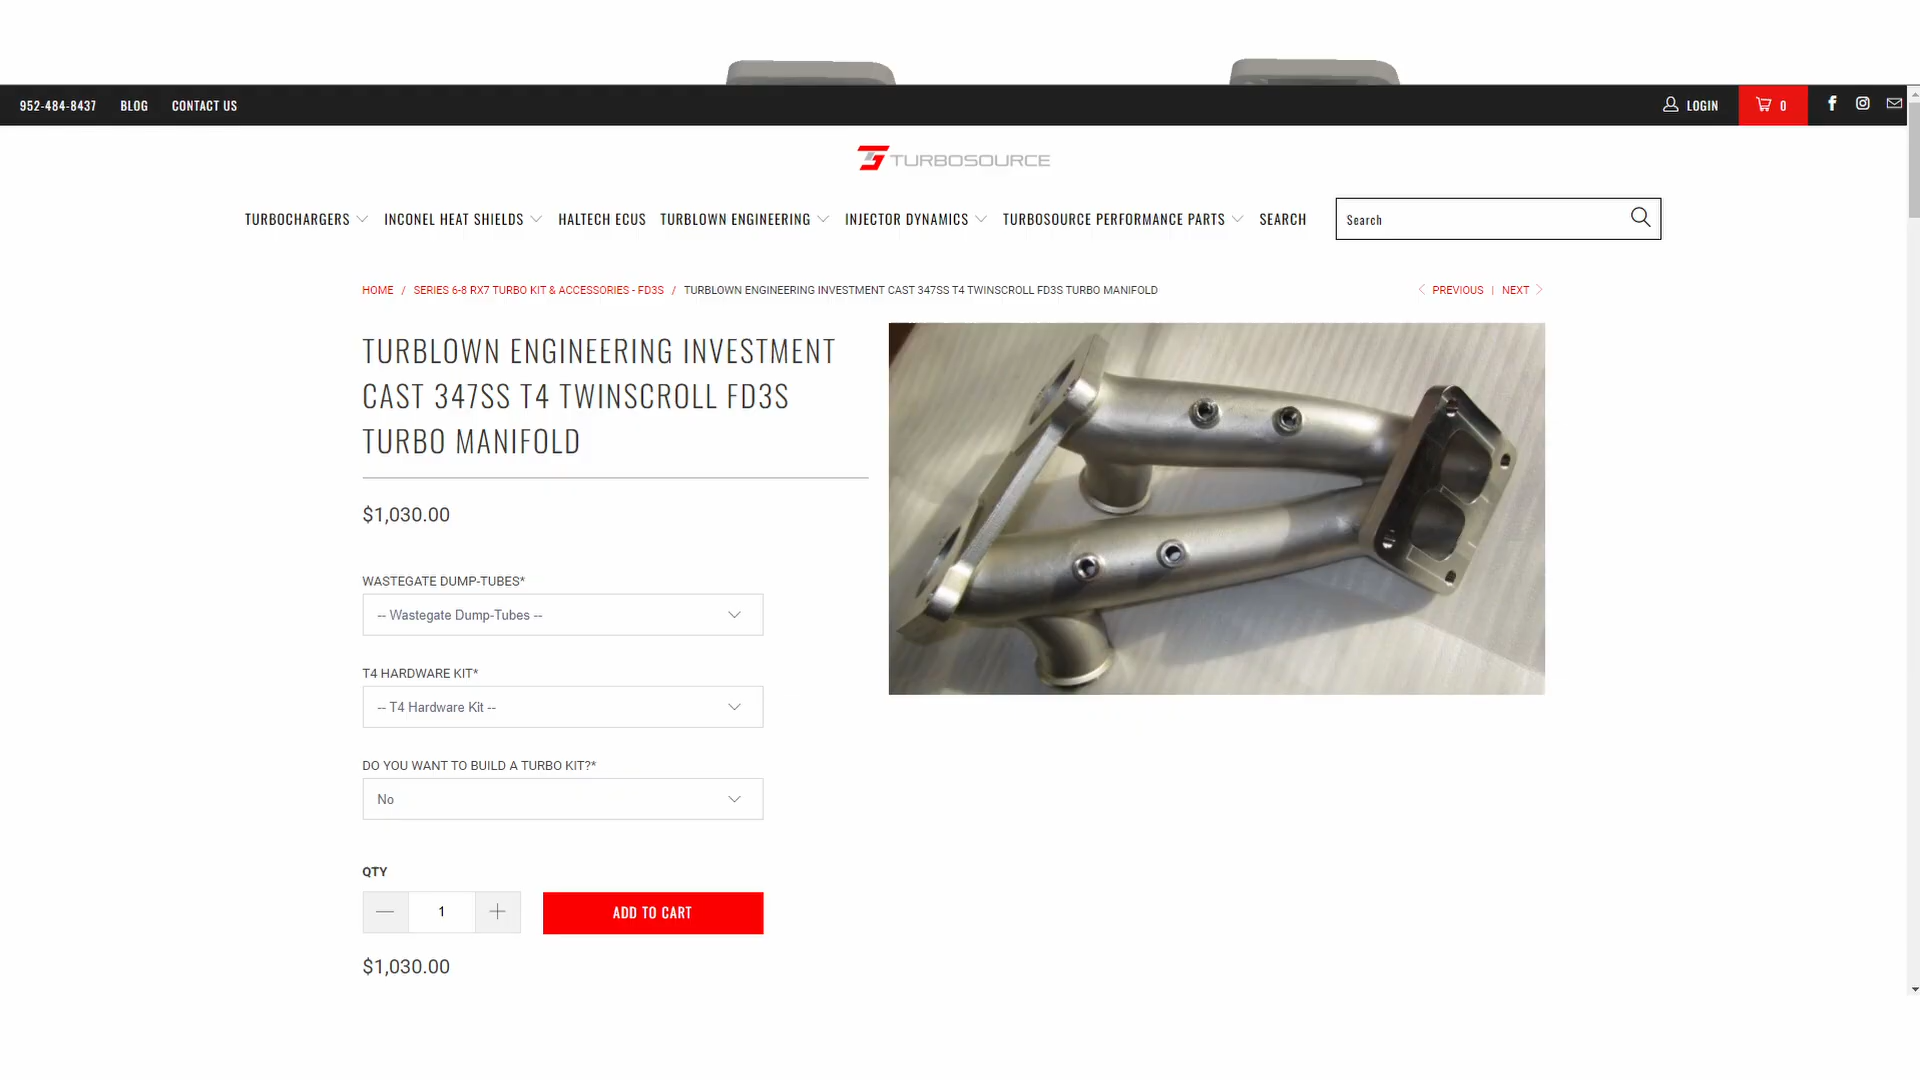 952-484-8437 BLOG CONTACT US LOGIN 0
TURBOSOURCE
TURBOCHARGERS INCONEL HEAT SHIELDS HALTECH ECUS TURBLOWN ENGINEERING INJECTOR DYNAMICS TURBOSOURCE PERFORMANCE PARTS SEARCH Search
HOME / SERIES 6-8 RX7 TURBO KIT & ACCESSORIES - FD3S / TURBLOWN ENGINEERING INVESTMENT CAST 347SS T4 TWINSCROLL FD3S TURBO MANIFOLD PREVIOUS | NEXT
TURBLOWN ENGINEERING INVESTMENT
CAST 347SS T4 TWINSCROLL FD3S
TURBO MANIFOLD
$1,030.00
WASTEGATE DUMP-TUBES*
-- Wastegate Dump-Tubes --
T4 HARDWARE KIT*
-- T4 Hardware Kit --
DO YOU WANT TO BUILD A TURBO KIT?*
No
QTY
1 ADD TO CART
$1,030.00